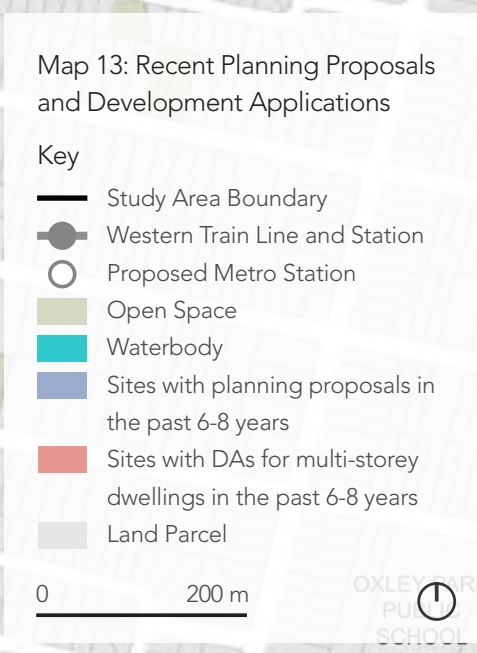 Map 13: Recent Planning Proposals
and Development Applications
Key
Study Area Boundary
Western Train Line and Station
Proposed Metro Station
Open Space
Waterbody
Sites with planning proposals in
the past 6-8 years
Sites with DAs for multi-storey
dwellings in the past 6-8 years
Land Parcel
0 200 m
OXLEY PARK
PUBLIC
SCHOOL